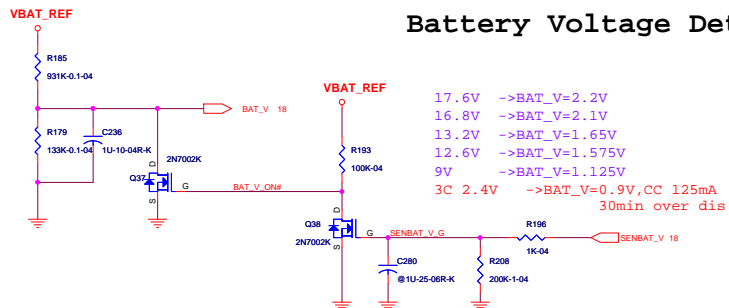 Battery Voltage Det
VBAT_REF
R185
931K-0.1-04
BAT_V 18
R179
133K-0.1-04
C236
1U-10-04R-K
2N7002K
Q37
D
G
S
BAT_V_ON#
VBAT_REF
R193
100K-04
17.6V ->BAT_V=2.2V
16.8V ->BAT_V=2.1V
13.2V ->BAT_V=1.65V
12.6V ->BAT_V=1.575V
9V ->BAT_V=1.125V
3C 2.4V ->BAT_V=0.9V,CC 125mA
30min over dis
Q38
2N7002K
D
G
S
SENBAT_V_G
R196
1K-04
SENBAT_V 18
C280
@1U-25-06R-K
R208
200K-1-04